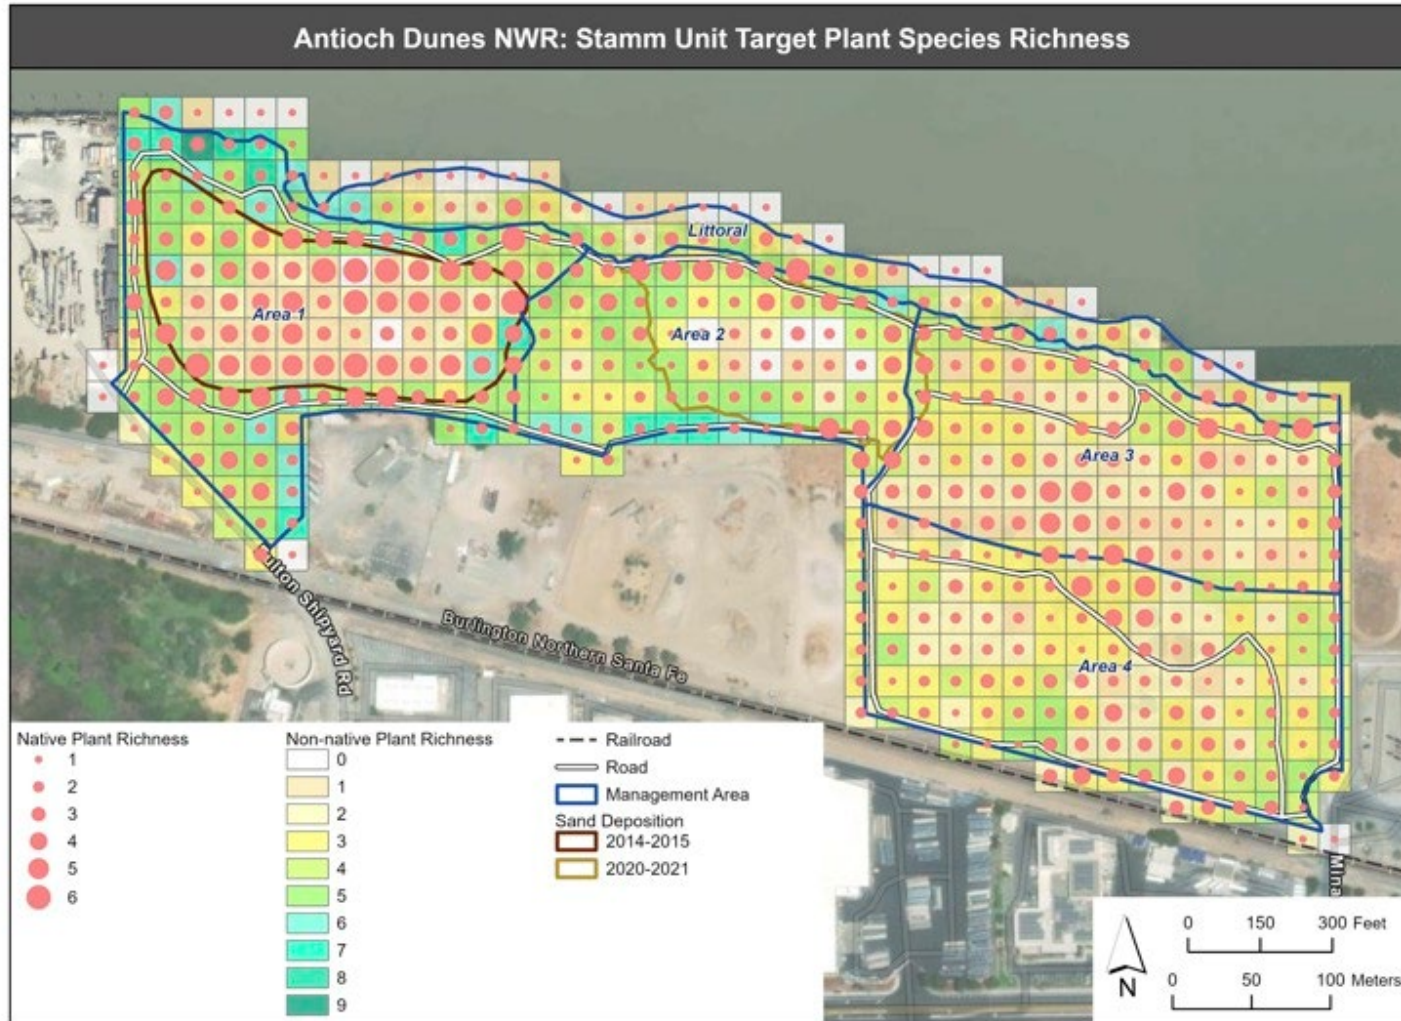 Antioch Dunes NWR: Stamm Unit Target Plant Species Richness
Littoral
Area 1
Area 2
Area 3
Area 4
ulton Shipyard Rd
Burlington Northern Santa Fe
Mina
Native Plant Richness
1
2
3
4
5
6
Non-native Plant Richness
0
1
2
3
4
5
6
7
8
9
Railroad
Road
Management Area
Sand Deposition
2014-2015
2020-2021
N
0 150 300 Feet
0 50 100 Meters